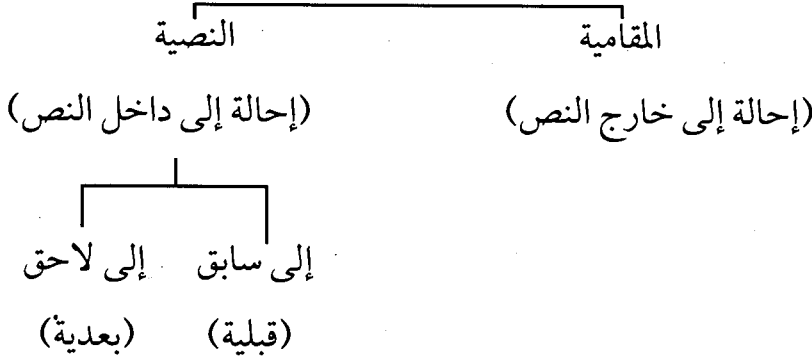 المقامية النصية
(إحالة إلى خارج النص) (إحالة إلى داخل النص)
إلى سابق إلى لاحق
(قبلية) (بعدية)